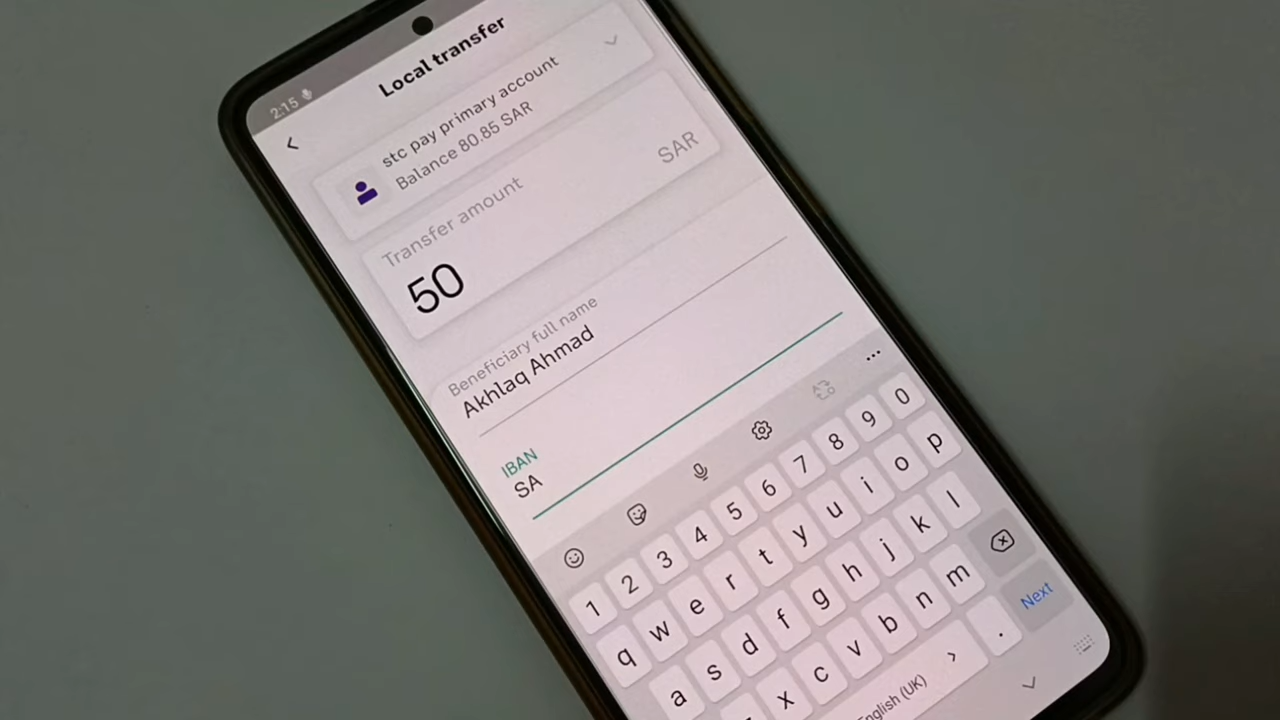 2:15
Local transfer
stc pay primary account
Balance 80.85 SAR
Transfer amount
50
SAR
Beneficiary full name
Akhlaq Ahmad
IBAN
SA
1 2 3 4 5 6 7 8 9 0
q w e r t y u i o p
a s d f g h j k l
x c v b n m
English (UK)
.
Next